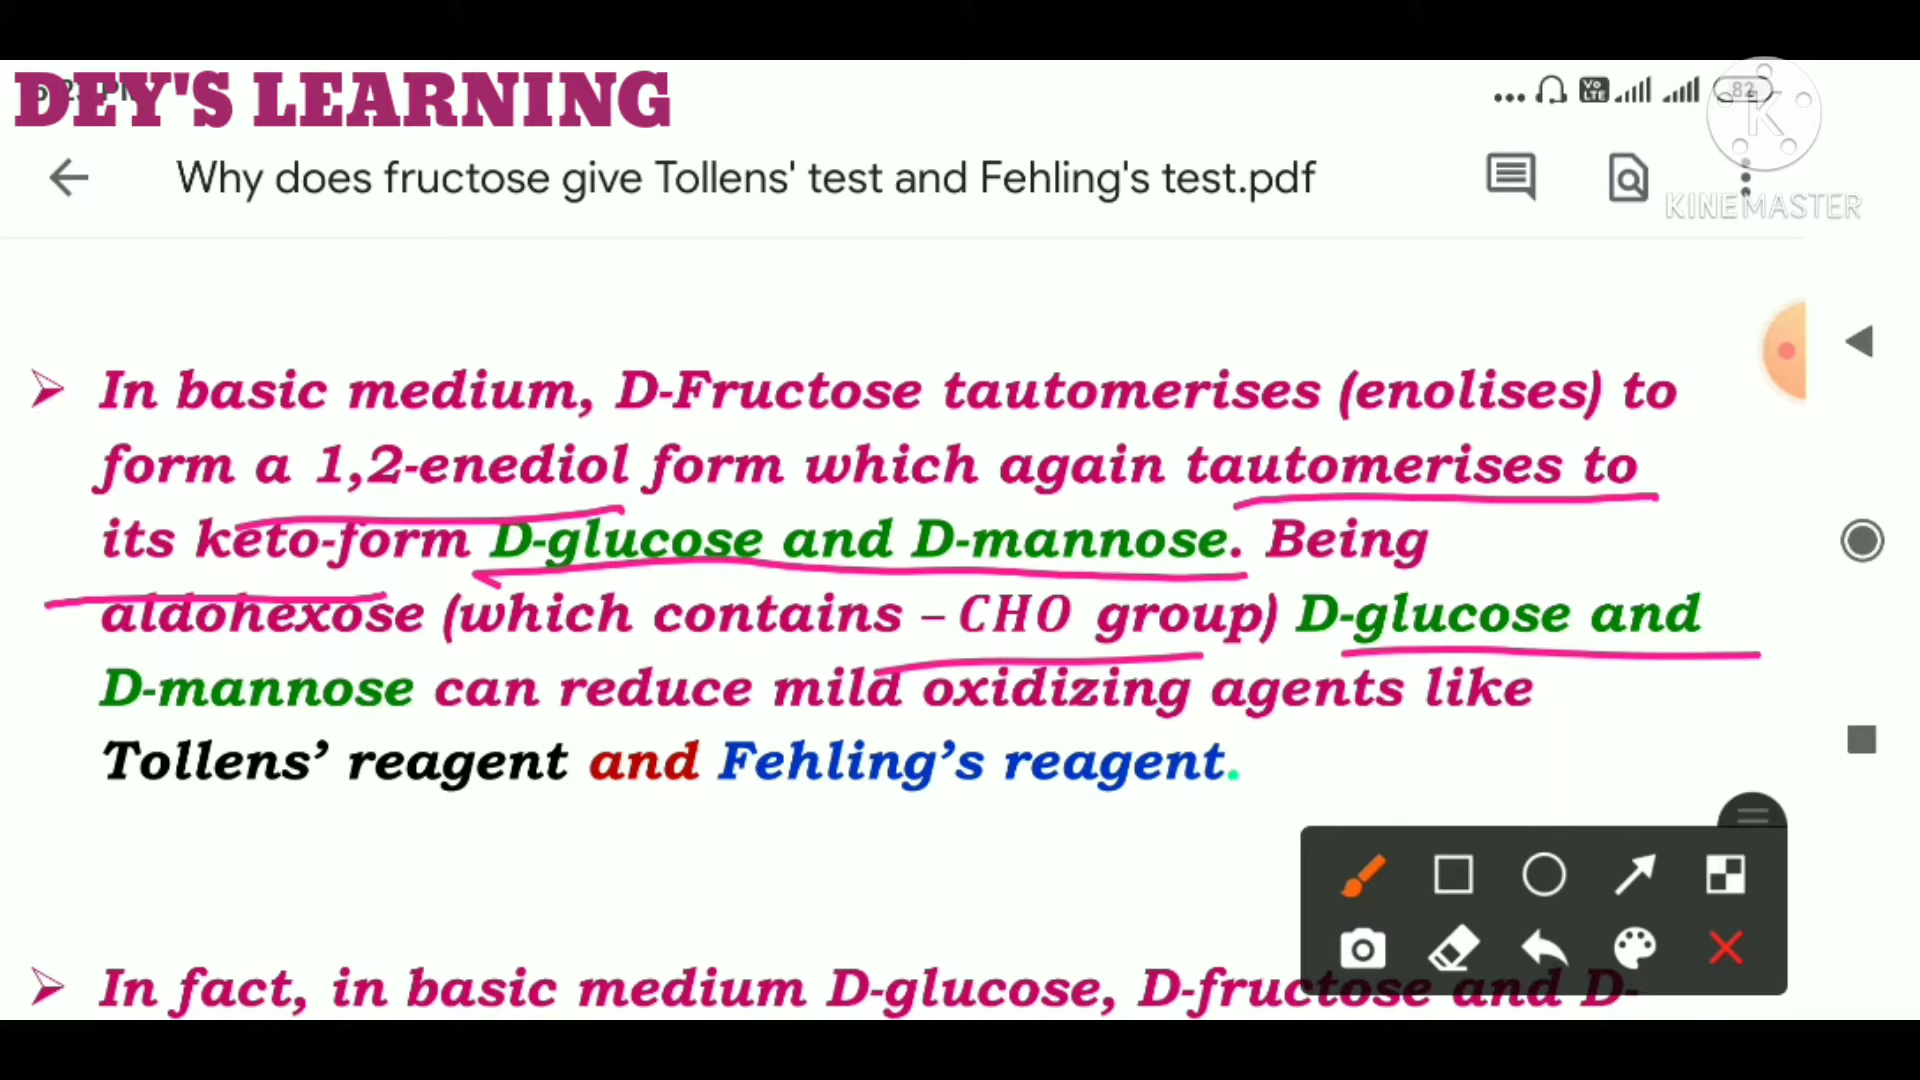 DEY'S LEARNING
82
Why does fructose give Tollens' test and Fehling's test.pdf
KINEMASTER
➢ In basic medium, D-Fructose tautomerises (enolises) to
form a 1,2-enediol form which again tautomerises to
its keto-form D-glucose and D-mannose. Being
aldohexose (which contains – CHO group) D-glucose and
D-mannose can reduce mild oxidizing agents like
Tollens’ reagent and Fehling’s reagent.
➢ In fact, in basic medium D-glucose, D-fructose and D-